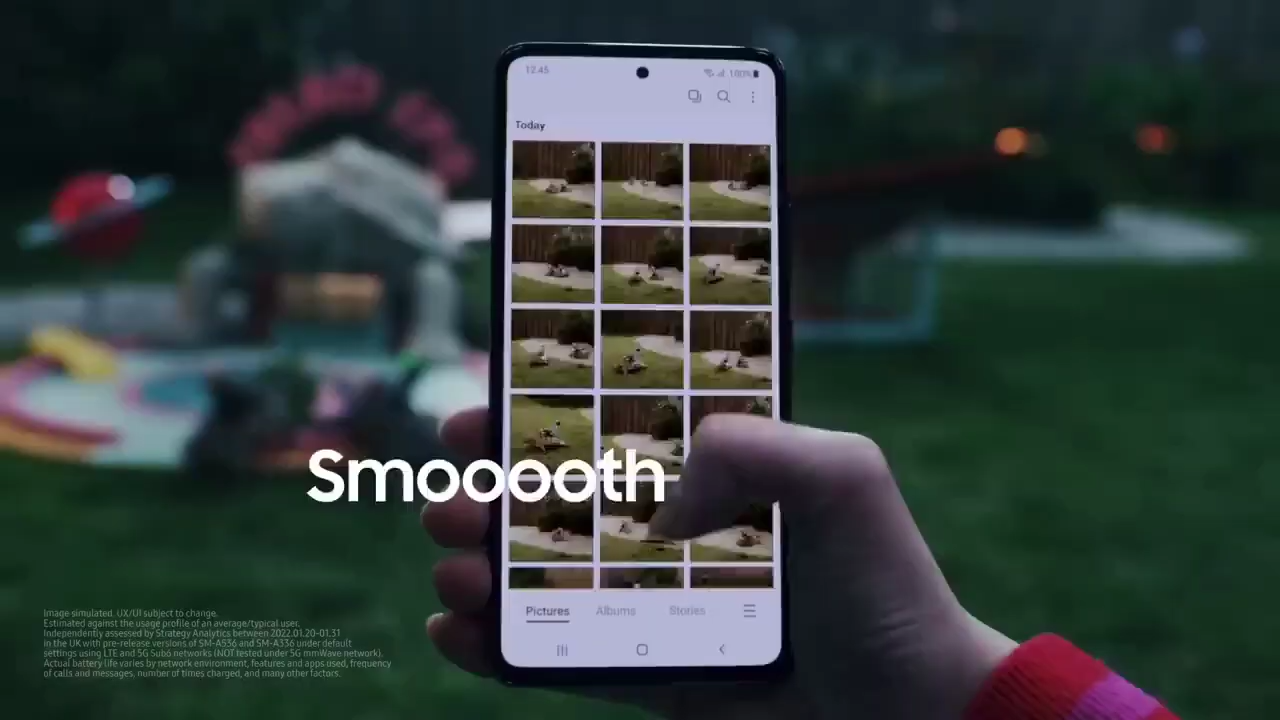 12.45
100%
Today
Smooooth
Pictures
Albums
Stories
Image simulated. UX/UI subject to change.
Estimated against the usage profile of an average/typical user.
Independently assessed by Strategy Analytics between 2022.01.20-01.31
in the UK with pre-release versions of SM-A536 and SM-A336 under default
settings using LTE and 5G Sub6 networks (NOT tested under 5G mmWave network).
Actual battery life varies by network environment, features and apps used, frequency
of calls and messages, number of times charged, and many other factors.